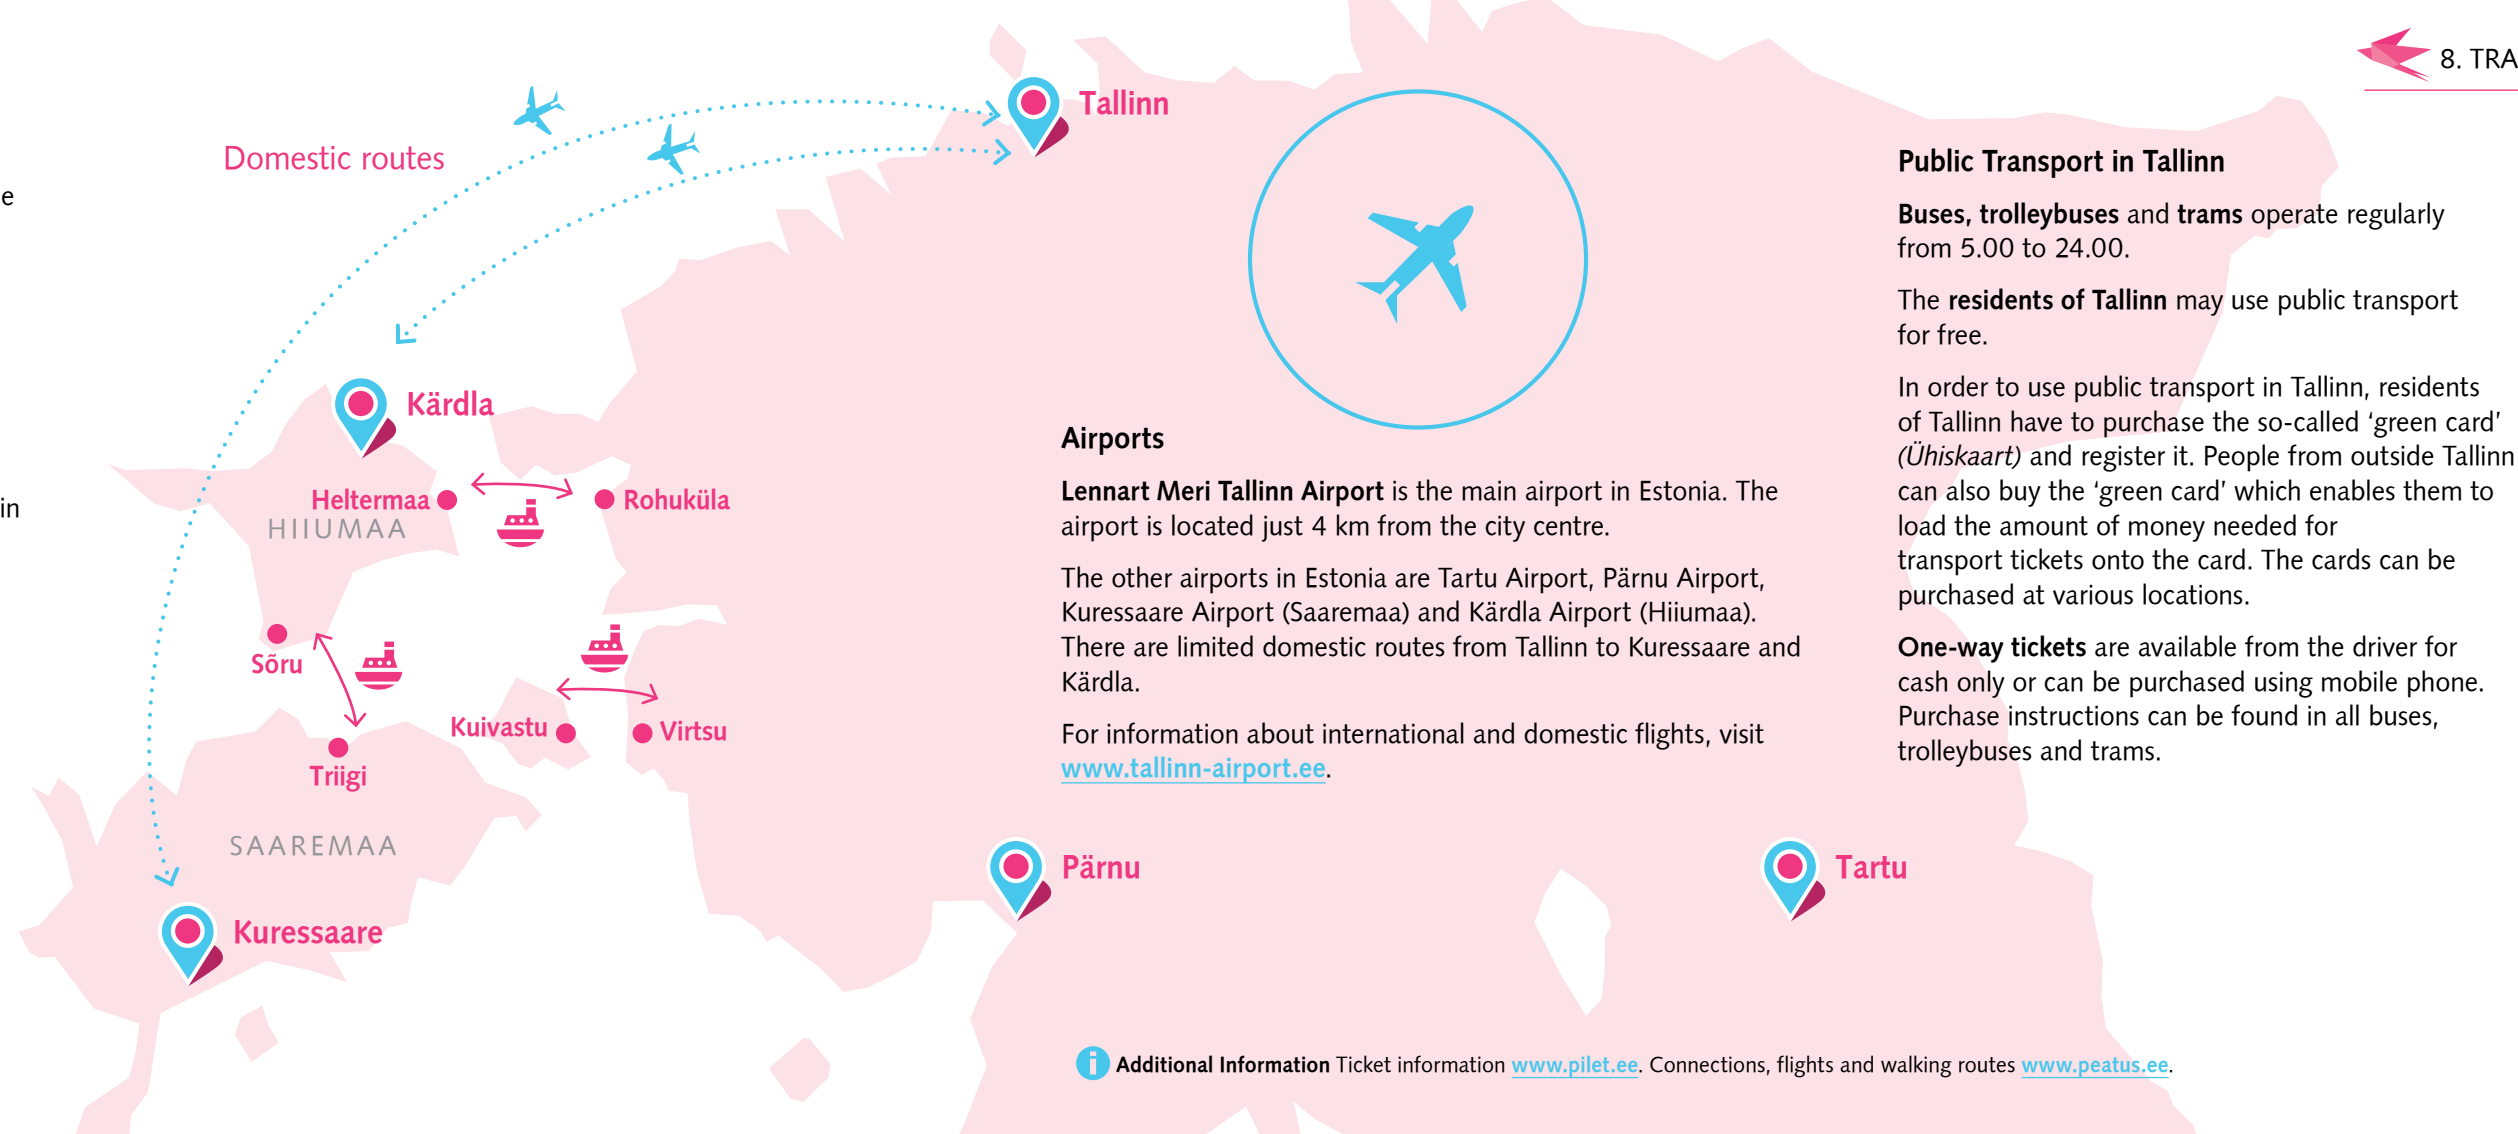 8. TRA
e
in
Domestic routes
Tallinn
Kärdla
Heltermaa
HIIUMAA
Rohuküla
Sõru
Triigi
Kuivastu
Virtsu
SAAREMAA
Kuressaare
Pärnu
Tartu
Airports
Lennart Meri Tallinn Airport is the main airport in Estonia. The
airport is located just 4 km from the city centre.
The other airports in Estonia are Tartu Airport, Pärnu Airport,
Kuressaare Airport (Saaremaa) and Kärdla Airport (Hiiumaa).
There are limited domestic routes from Tallinn to Kuressaare and
Kärdla.
For information about international and domestic flights, visit
www.tallinn-airport.ee.
Public Transport in Tallinn
Buses, trolleybuses and trams operate regularly
from 5.00 to 24.00.
The residents of Tallinn may use public transport
for free.
In order to use public transport in Tallinn, residents
of Tallinn have to purchase the so-called ‘green card’
(Ühiskaart) and register it. People from outside Tallinn
can also buy the ‘green card’ which enables them to
load the amount of money needed for
transport tickets onto the card. The cards can be
purchased at various locations.
One-way tickets are available from the driver for
cash only or can be purchased using mobile phone.
Purchase instructions can be found in all buses,
trolleybuses and trams.
i Additional Information Ticket information www.pilet.ee. Connections, flights and walking routes www.peatus.ee.